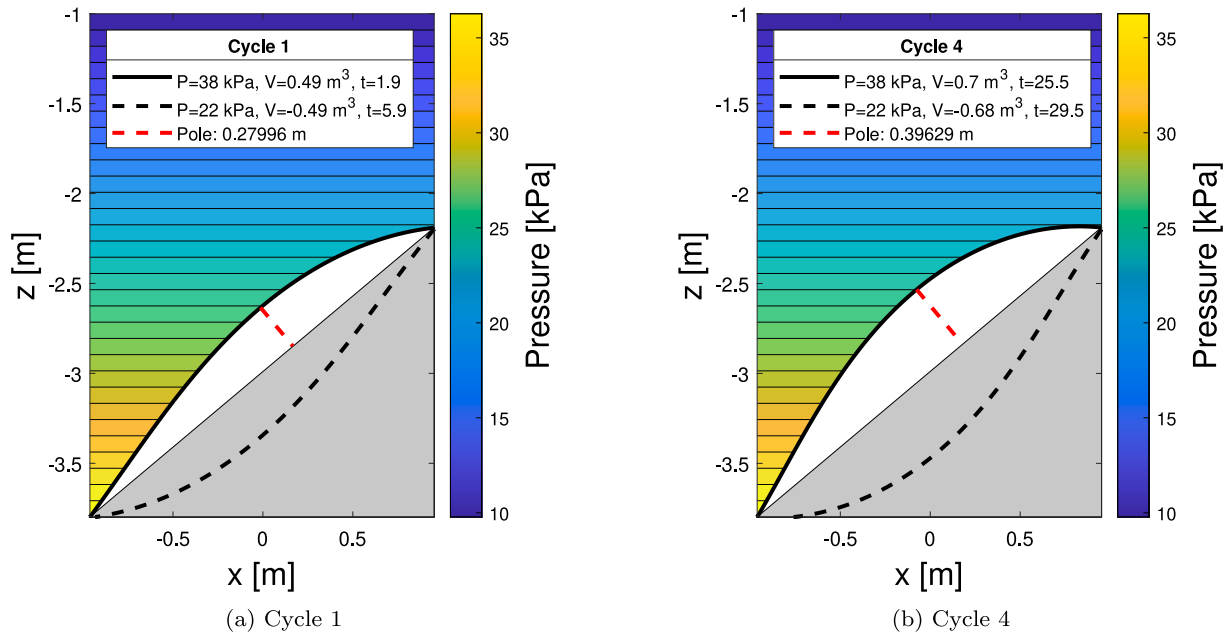 -1
-1.5
-2
-2.5
-3
-3.5
z [m]
Cycle 1
P=38 kPa, V=0.49 m³, t=1.9
P=22 kPa, V=-0.49 m³, t=5.9
Pole: 0.27996 m
-0.5
0
0.5
x [m]
35
30
25
20
15
10
Pressure [kPa]
(a) Cycle 1
-1
-1.5
-2
-2.5
-3
-3.5
z [m]
Cycle 4
P=38 kPa, V=0.7 m³, t=25.5
P=22 kPa, V=-0.68 m³, t=29.5
Pole: 0.39629 m
-0.5
0
0.5
x [m]
35
30
25
20
15
10
Pressure [kPa]
(b) Cycle 4